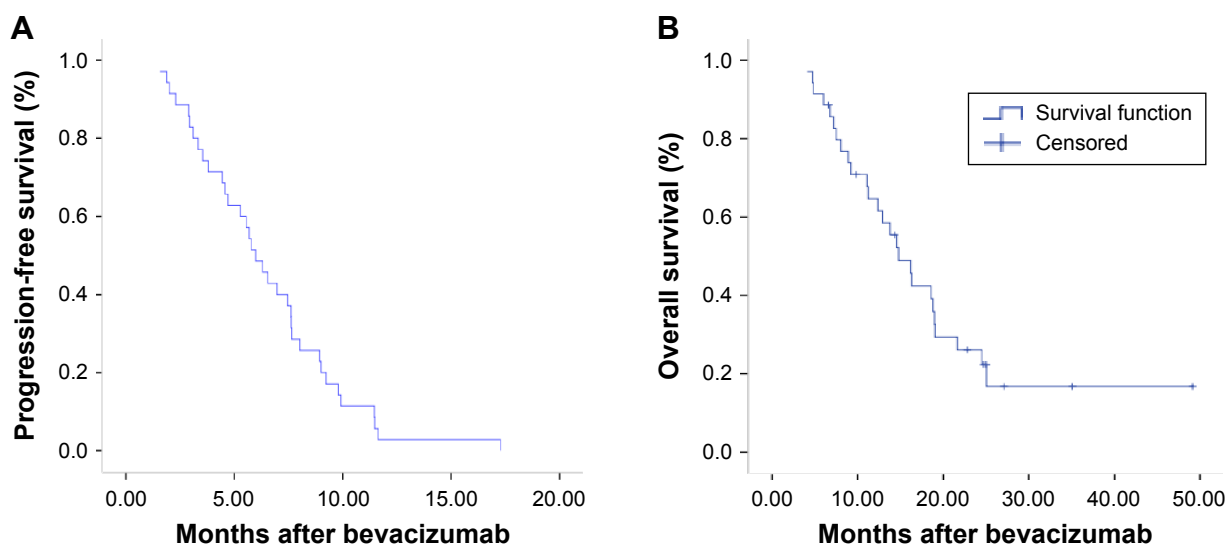 A
Progression-free survival (%)
1.0
0.8
0.6
0.4
0.2
0.0
0.00 5.00 10.00 15.00 20.00
Months after bevacizumab
B
Overall survival (%)
1.0
0.8
0.6
0.4
0.2
0.0
Survival function
Censored
0.00 10.00 20.00 30.00 40.00 50.00
Months after bevacizumab